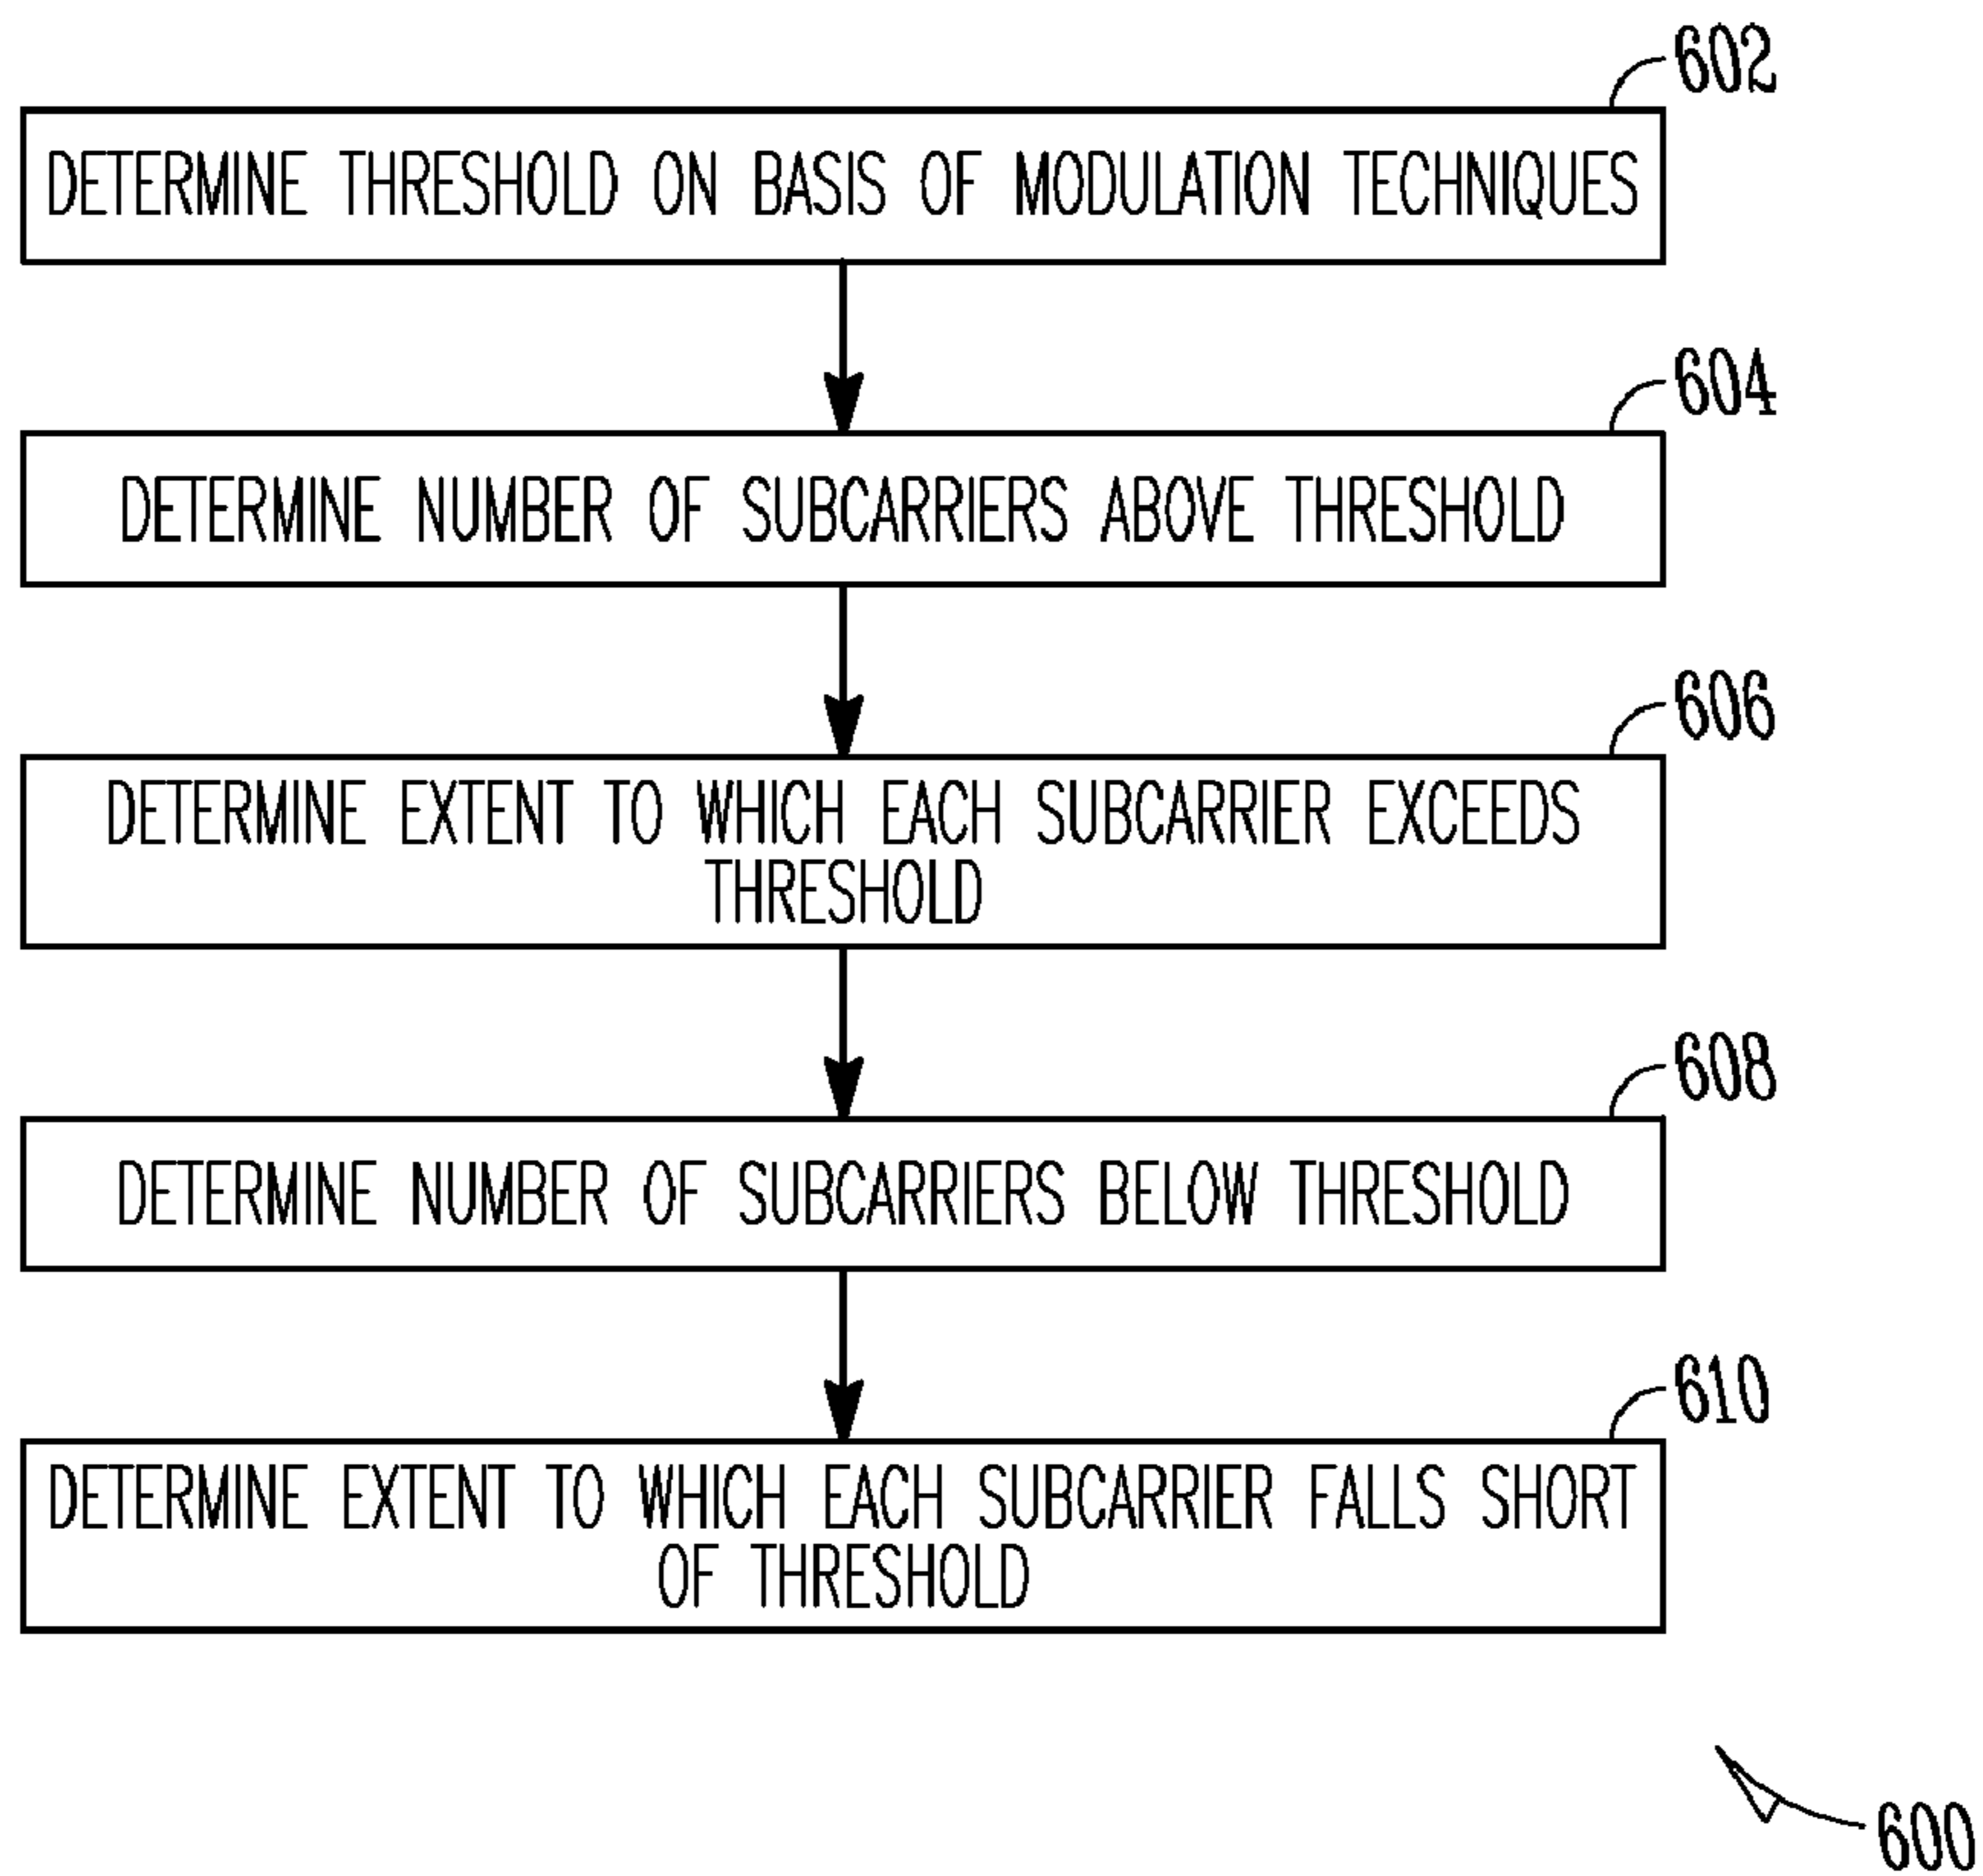 602
DETERMINE THRESHOLD ON BASIS OF MODULATION TECHNIQUES
604
DETERMINE NUMBER OF SUBCARRIERS ABOVE THRESHOLD
606
DETERMINE EXTENT TO WHICH EACH SUBCARRIER EXCEEDS
THRESHOLD
608
DETERMINE NUMBER OF SUBCARRIERS BELOW THRESHOLD
610
DETERMINE EXTENT TO WHICH EACH SUBCARRIER FALLS SHORT
OF THRESHOLD
600